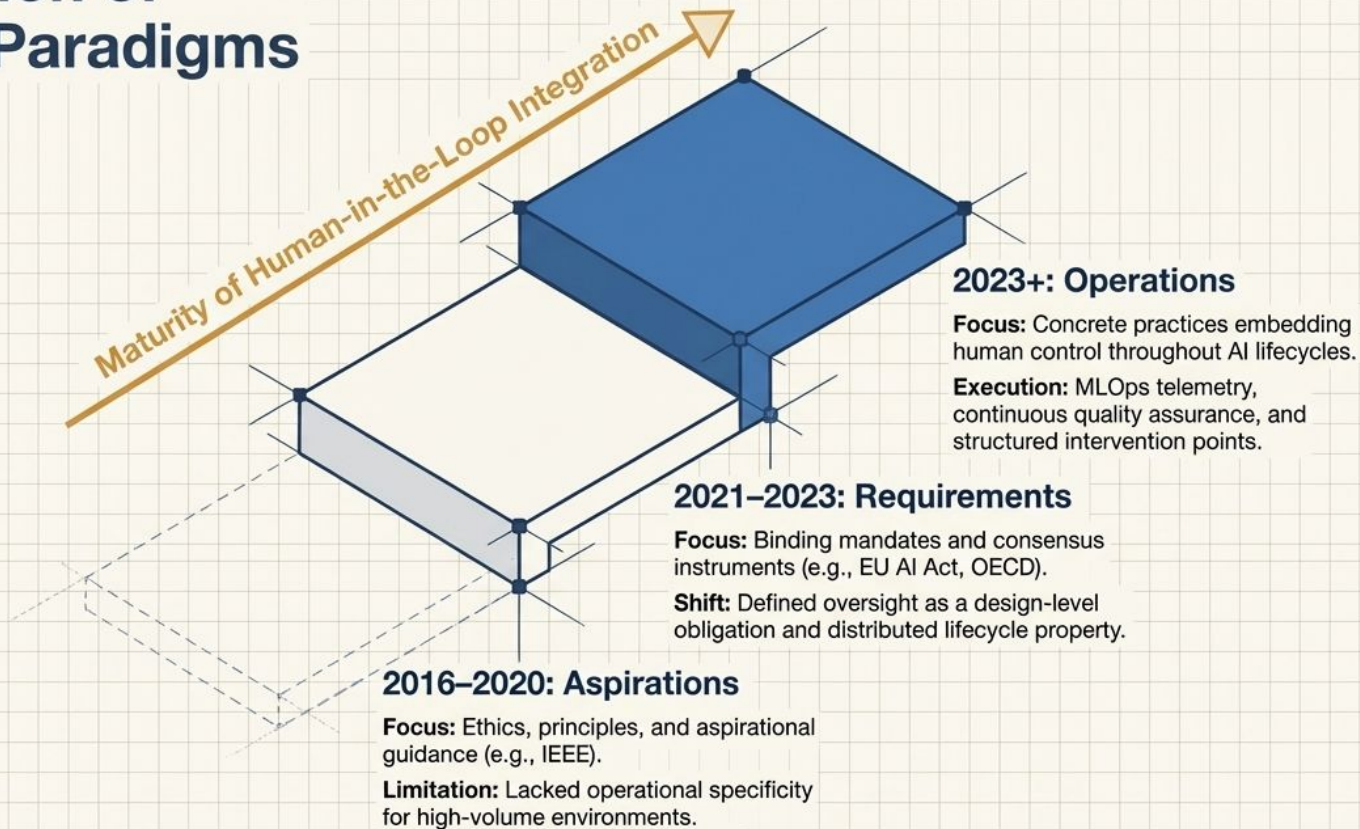 Paradigms
Maturity of Human-in-the-Loop Integration
2023+: Operations
Focus: Concrete practices embedding
human control throughout AI lifecycles.
Execution: MLOps telemetry,
continuous quality assurance, and
structured intervention points.
2021–2023: Requirements
Focus: Binding mandates and consensus
instruments (e.g., EU AI Act, OECD).
Shift: Defined oversight as a design-level
obligation and distributed lifecycle property.
2016–2020: Aspirations
Focus: Ethics, principles, and aspirational
guidance (e.g., IEEE).
Limitation: Lacked operational specificity
for high-volume environments.